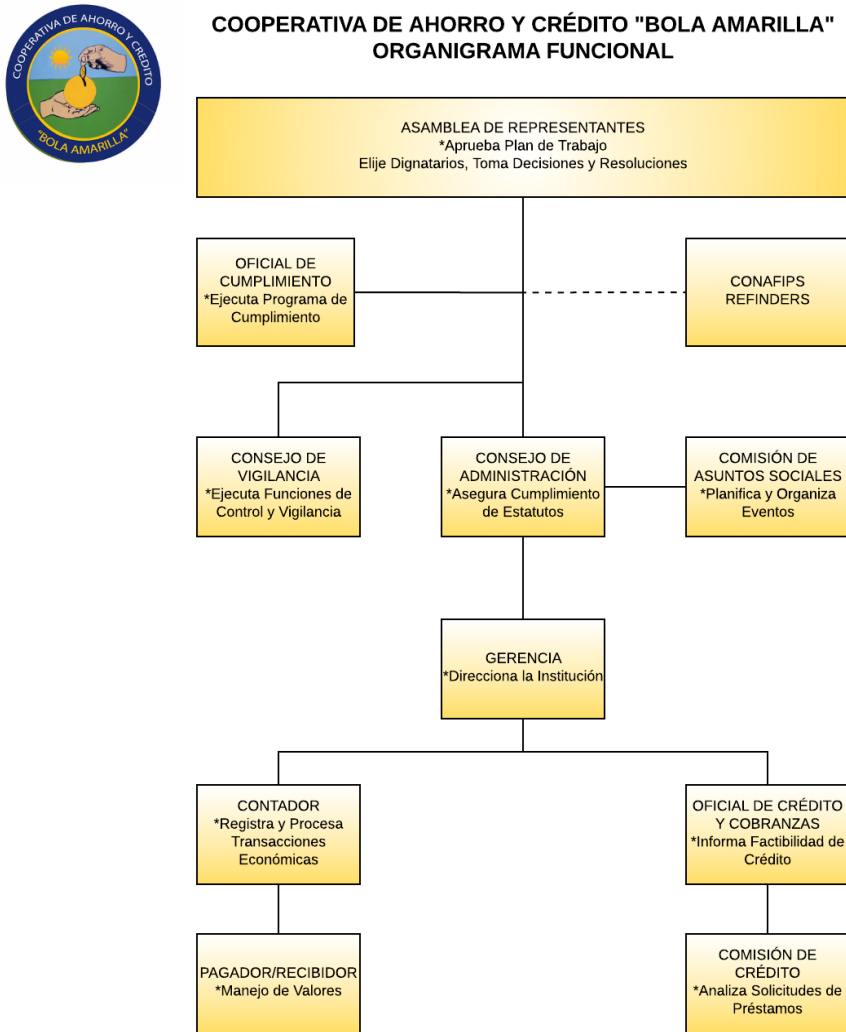 COOPERATIVA DE AHORRO Y CREDITO
"BOLA AMARILLA"
COOPERATIVA DE AHORRO Y CRÉDITO "BOLA AMARILLA"
ORGANIGRAMA FUNCIONAL
ASAMBLEA DE REPRESENTANTES
*Aprueba Plan de Trabajo
Elije Dignatarios, Toma Decisiones y Resoluciones
OFICIAL DE
CUMPLIMIENTO
*Ejecuta Programa de
Cumplimiento
CONAFIPS
REFINDERS
CONSEJO DE
VIGILANCIA
*Ejecuta Funciones de
Control y Vigilancia
CONSEJO DE
ADMINISTRACIÓN
*Asegura Cumplimiento
de Estatutos
COMISIÓN DE
ASUNTOS SOCIALES
*Planifica y Organiza
Eventos
GERENCIA
*Direcciona la Institución
CONTADOR
*Registra y Procesa
Transacciones
Económicas
OFICIAL DE CRÉDITO
Y COBRANZAS
*Informa Factibilidad de
Crédito
PAGADOR/RECIBIDOR
*Manejo de Valores
COMISIÓN DE
CRÉDITO
*Analiza Solicitudes de
Préstamos